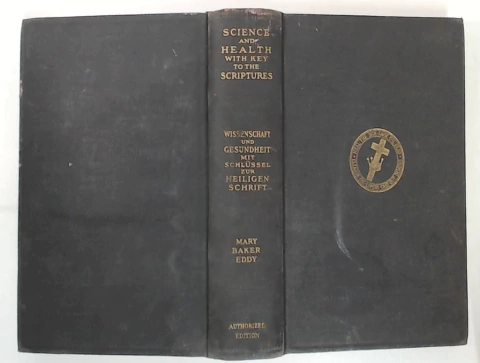 SCIENCE
AND
HEALTH
WITH KEY
TO THE
SCRIPTURES
WISSENSCHAFT
UND
GESUNDHEIT
MIT
SCHLÜSSEL
ZUR
HEILIGEN
SCHRIFT
MARY
BAKER
EDDY
AUTHORIZED
EDITION